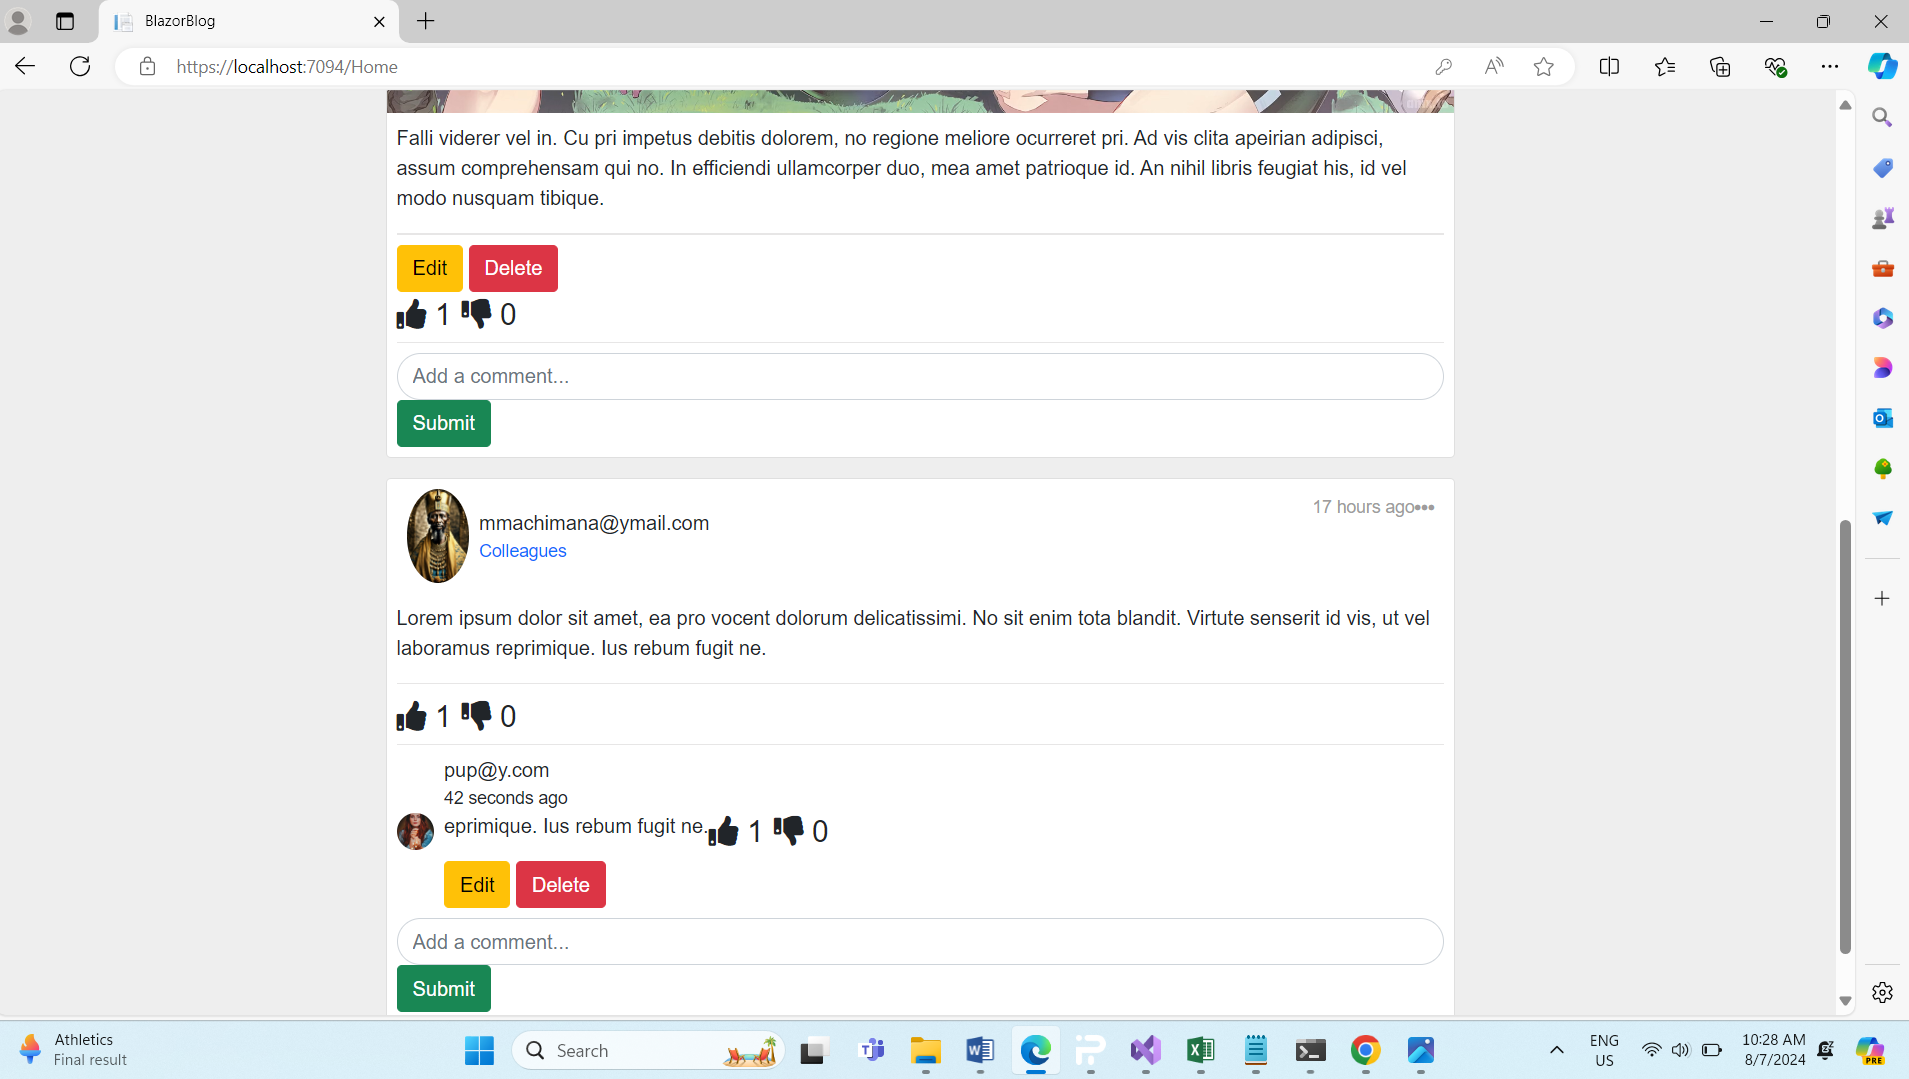 BlazorBlog
https://localhost:7094/Home
Falli viderer vel in. Cu pri impetus debitis dolorem, no regione meliore ocurreret pri. Ad vis clita apeirian adipisci,
assum comprehensam qui no. In efficiendi ullamcorper duo, mea amet patrioque id. An nihil libris feugiat his, id vel
modo nusquam tibique.
Edit Delete
1 0
Add a comment...
Submit
17 hours ago•••
mmachimana@ymail.com
Colleagues
Lorem ipsum dolor sit amet, ea pro vocent dolorum delicatissimi. No sit enim tota blandit. Virtute senserit id vis, ut vel
laboramus reprimique. Ius rebum fugit ne.
1 0
pup@y.com
42 seconds ago
eprimique. Ius rebum fugit ne. 1 0
Edit Delete
Add a comment...
Submit
Athletics
Final result
Search
ENG
US
10:28 AM
8/7/2024
PRE